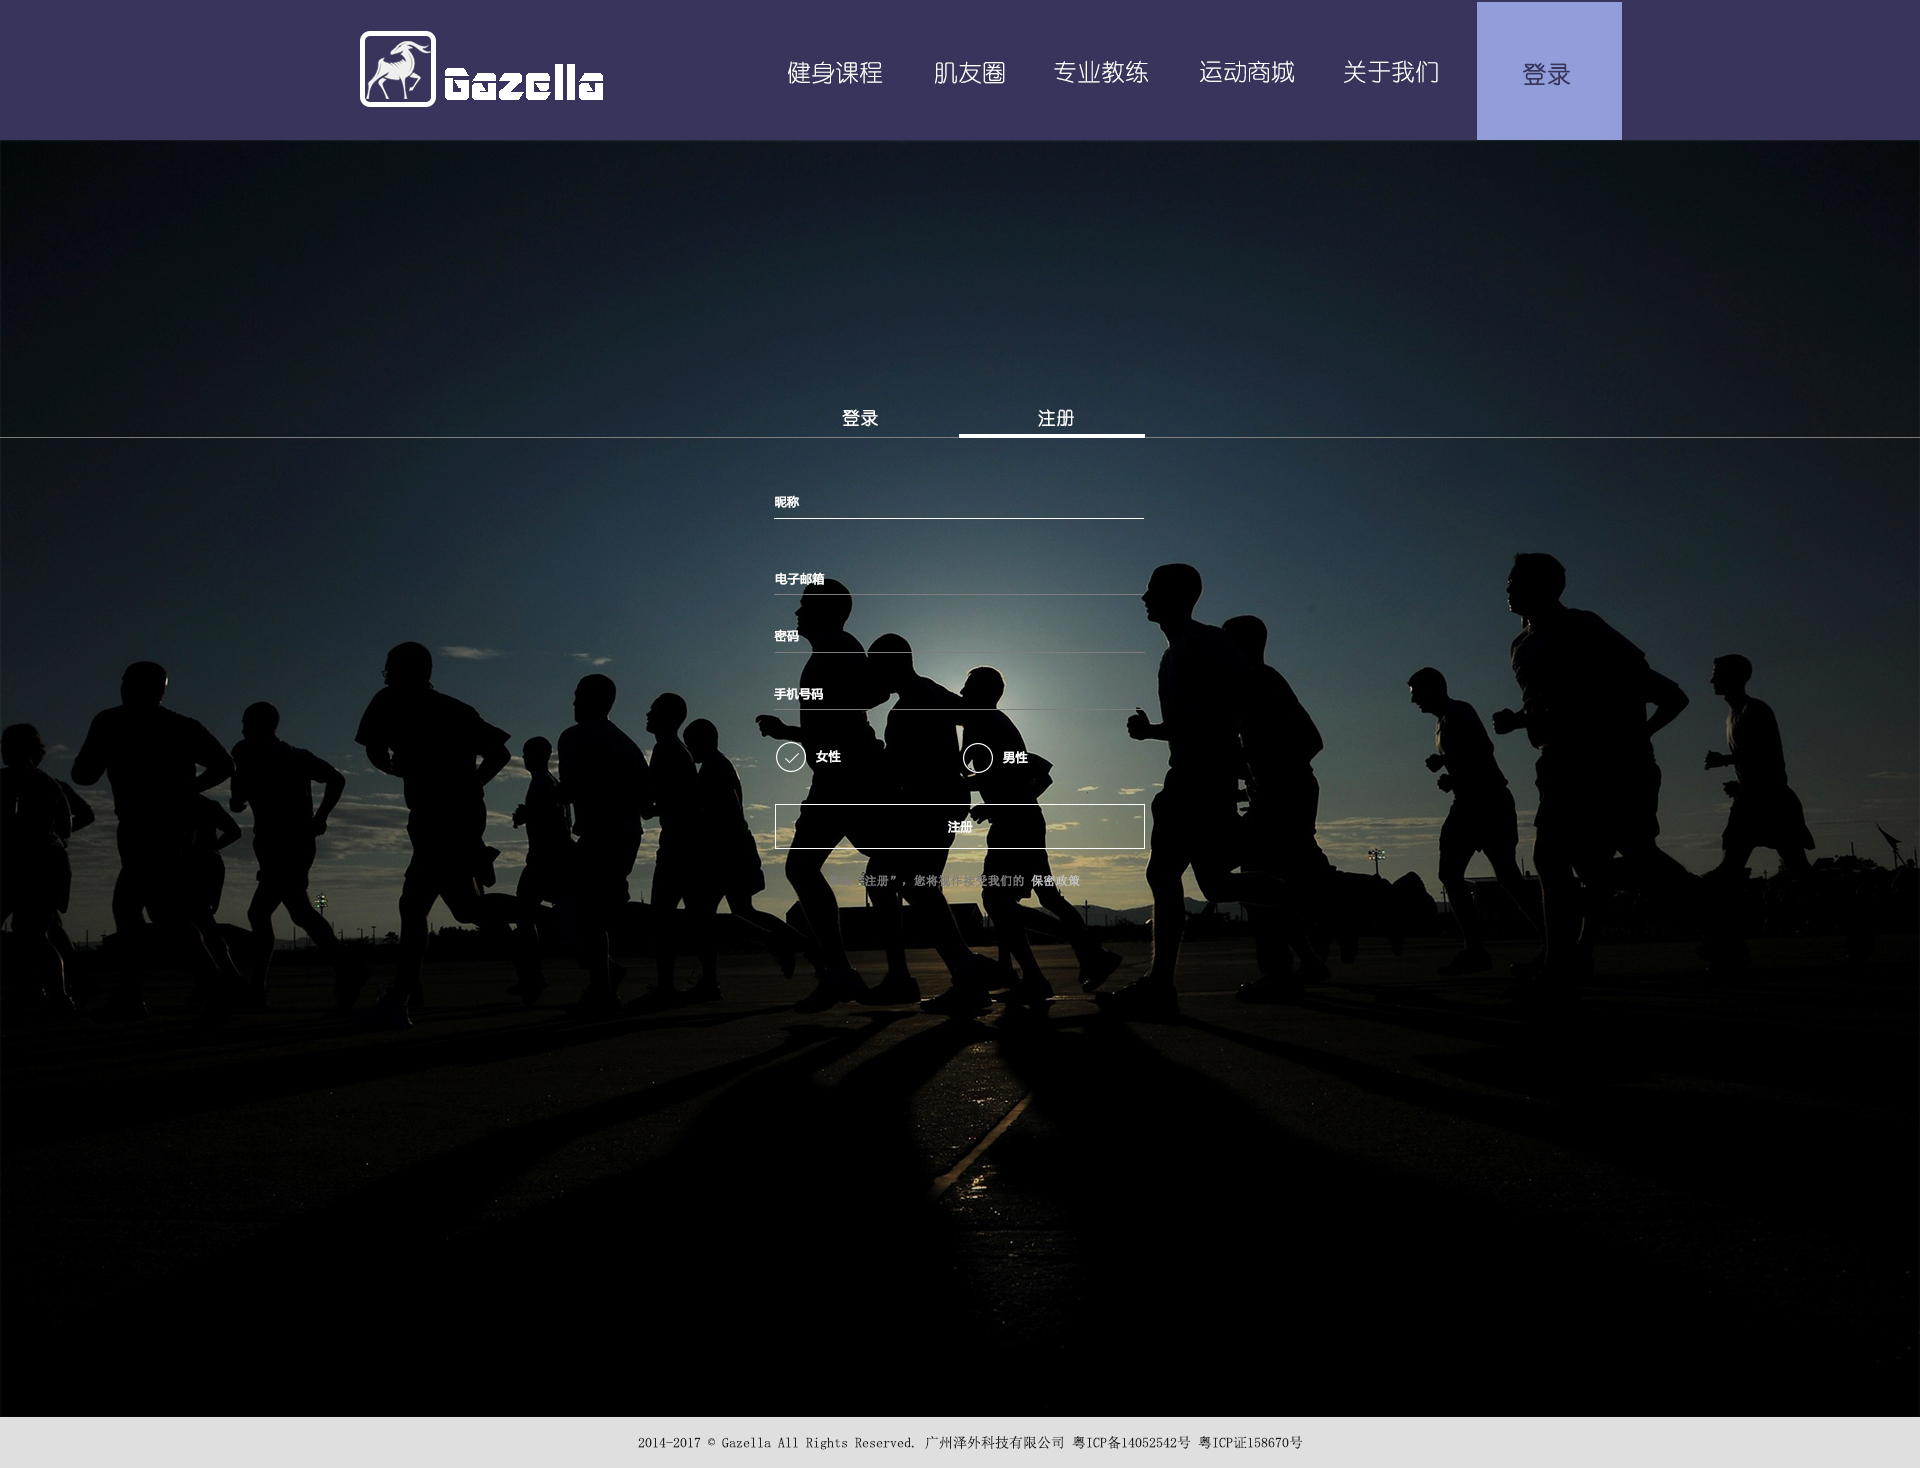 Gazella
健身课程 肌友圈 专业教练 运动商城 关于我们 登录
登录 注册
昵称
电子邮箱
密码
手机号码
女性 男性
注册
注册”，您将 受我们的 保密政策
2014-2017 © Gazella All Rights Reserved. 广州泽外科技有限公司 粤ICP备14052542号 粤ICP证158670号